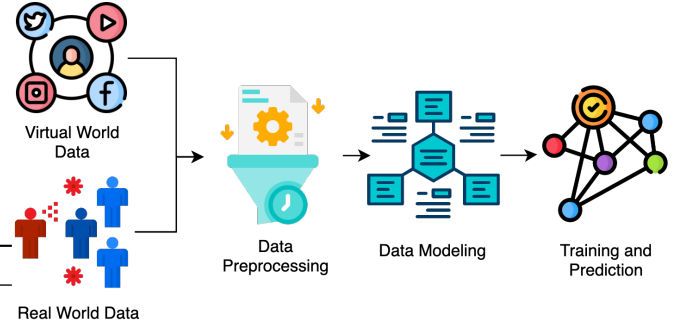 Virtual World
Data
Real World Data
Data
Preprocessing
Data Modeling
Training and
Prediction